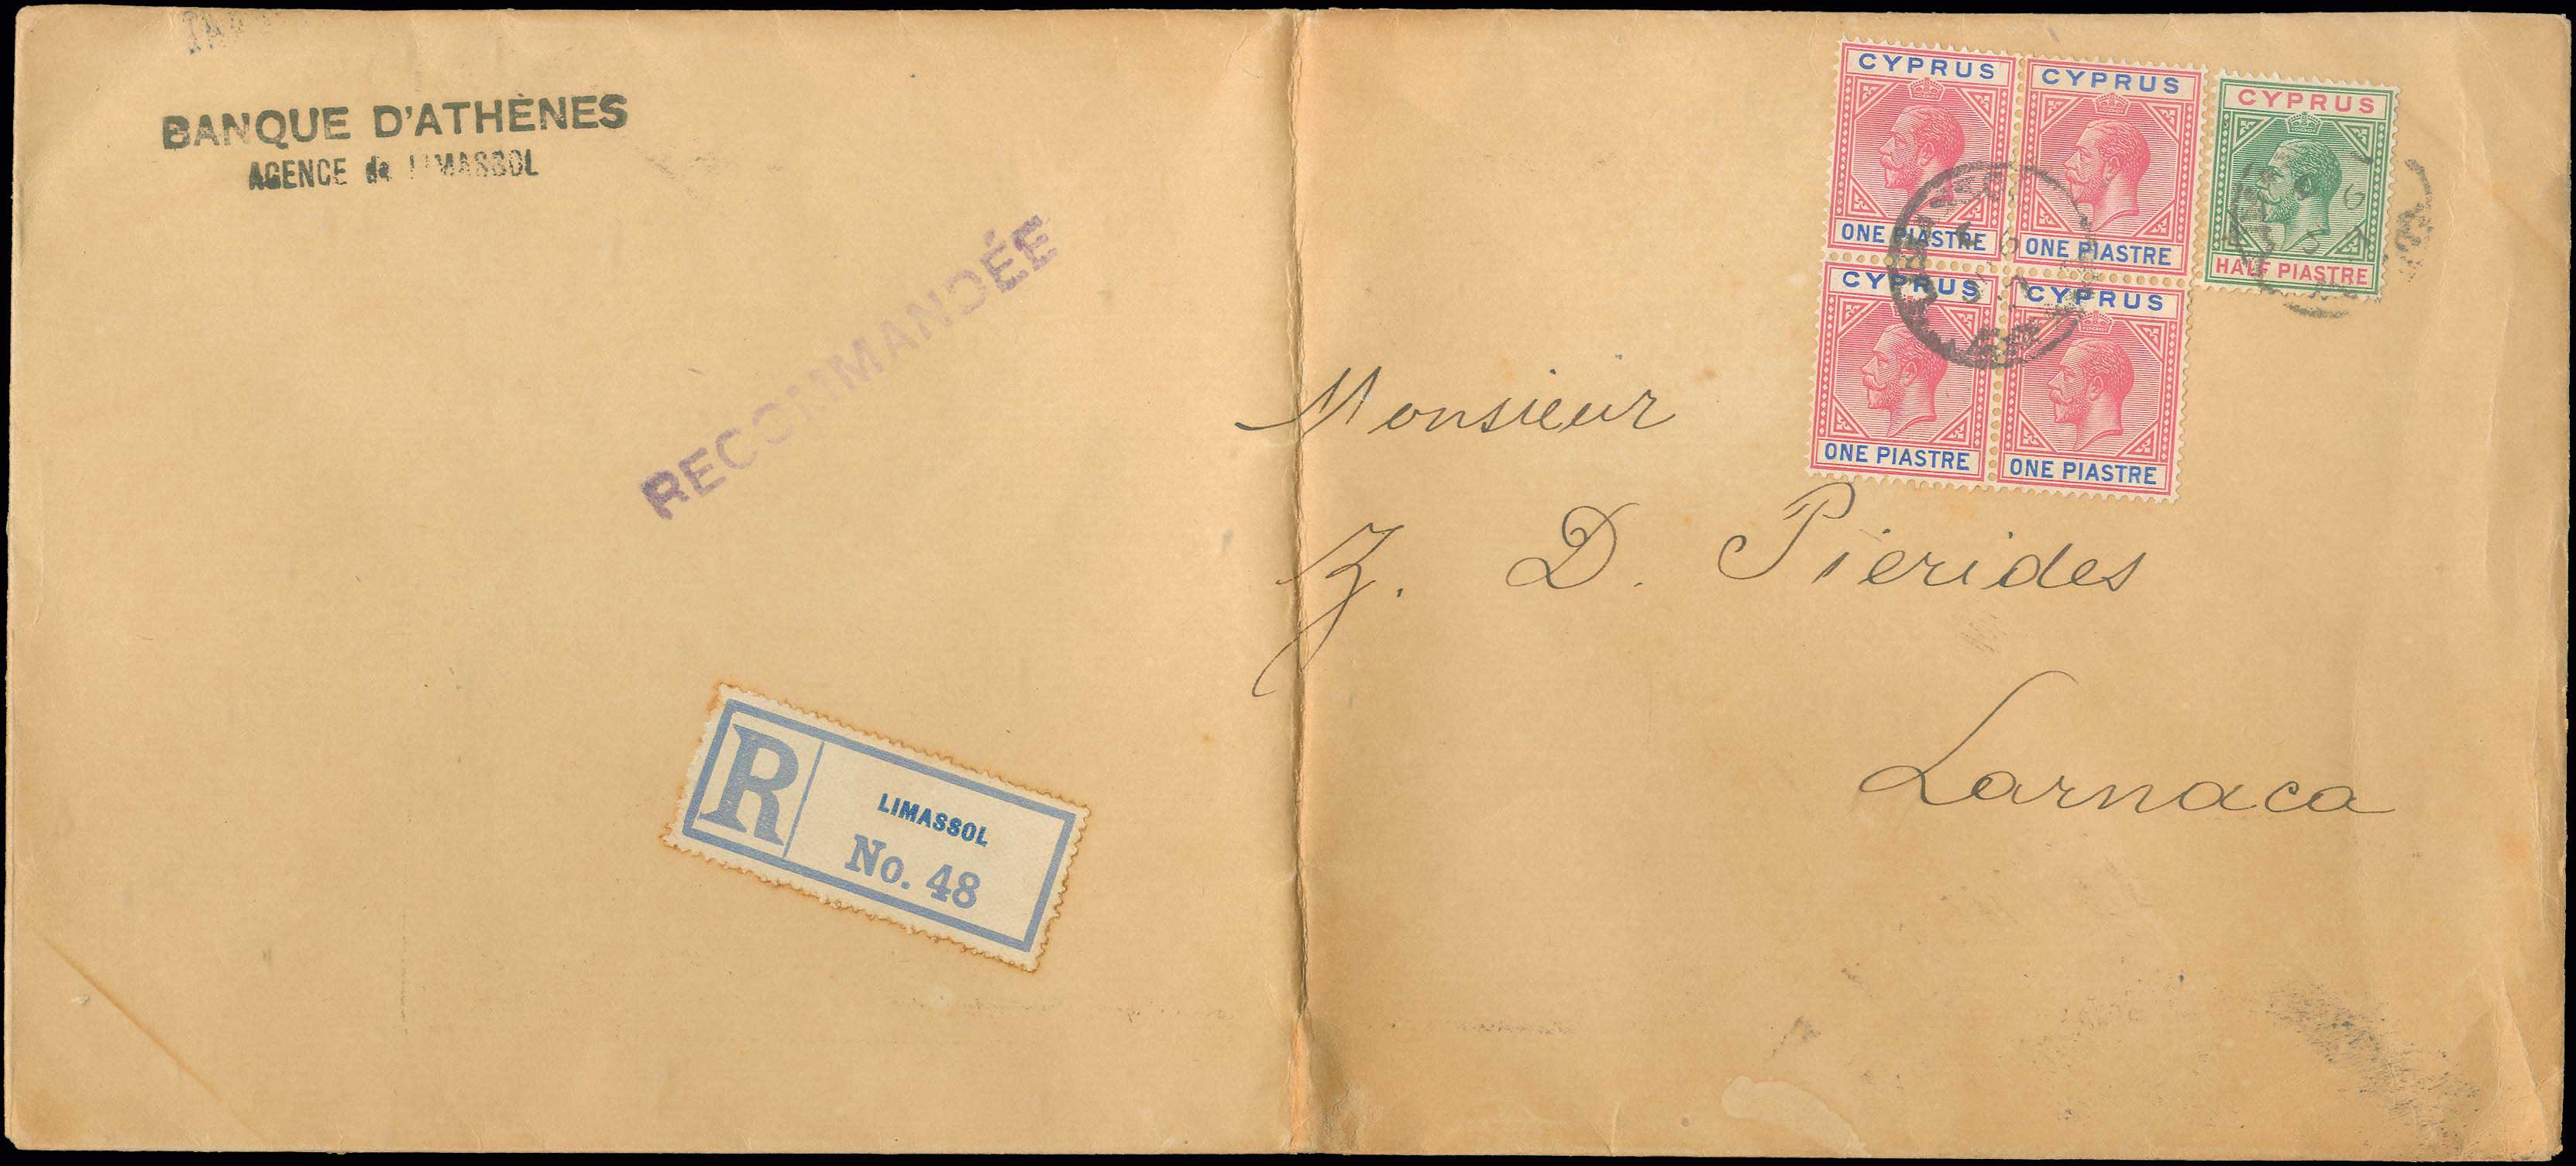 BANQUE D'ATHÈNES
AGENCE de LIMASSOL
RECOMMANDÉE
CYPRUS
ONE PIASTRE
CYPRUS
ONE PIASTRE
CYPRUS
HALF PIASTRE
CYPRUS
ONE PIASTRE
CYPRUS
ONE PIASTRE
Monsieur
Z. D. Pierides
Larnaca
R
LIMASSOL
No. 48